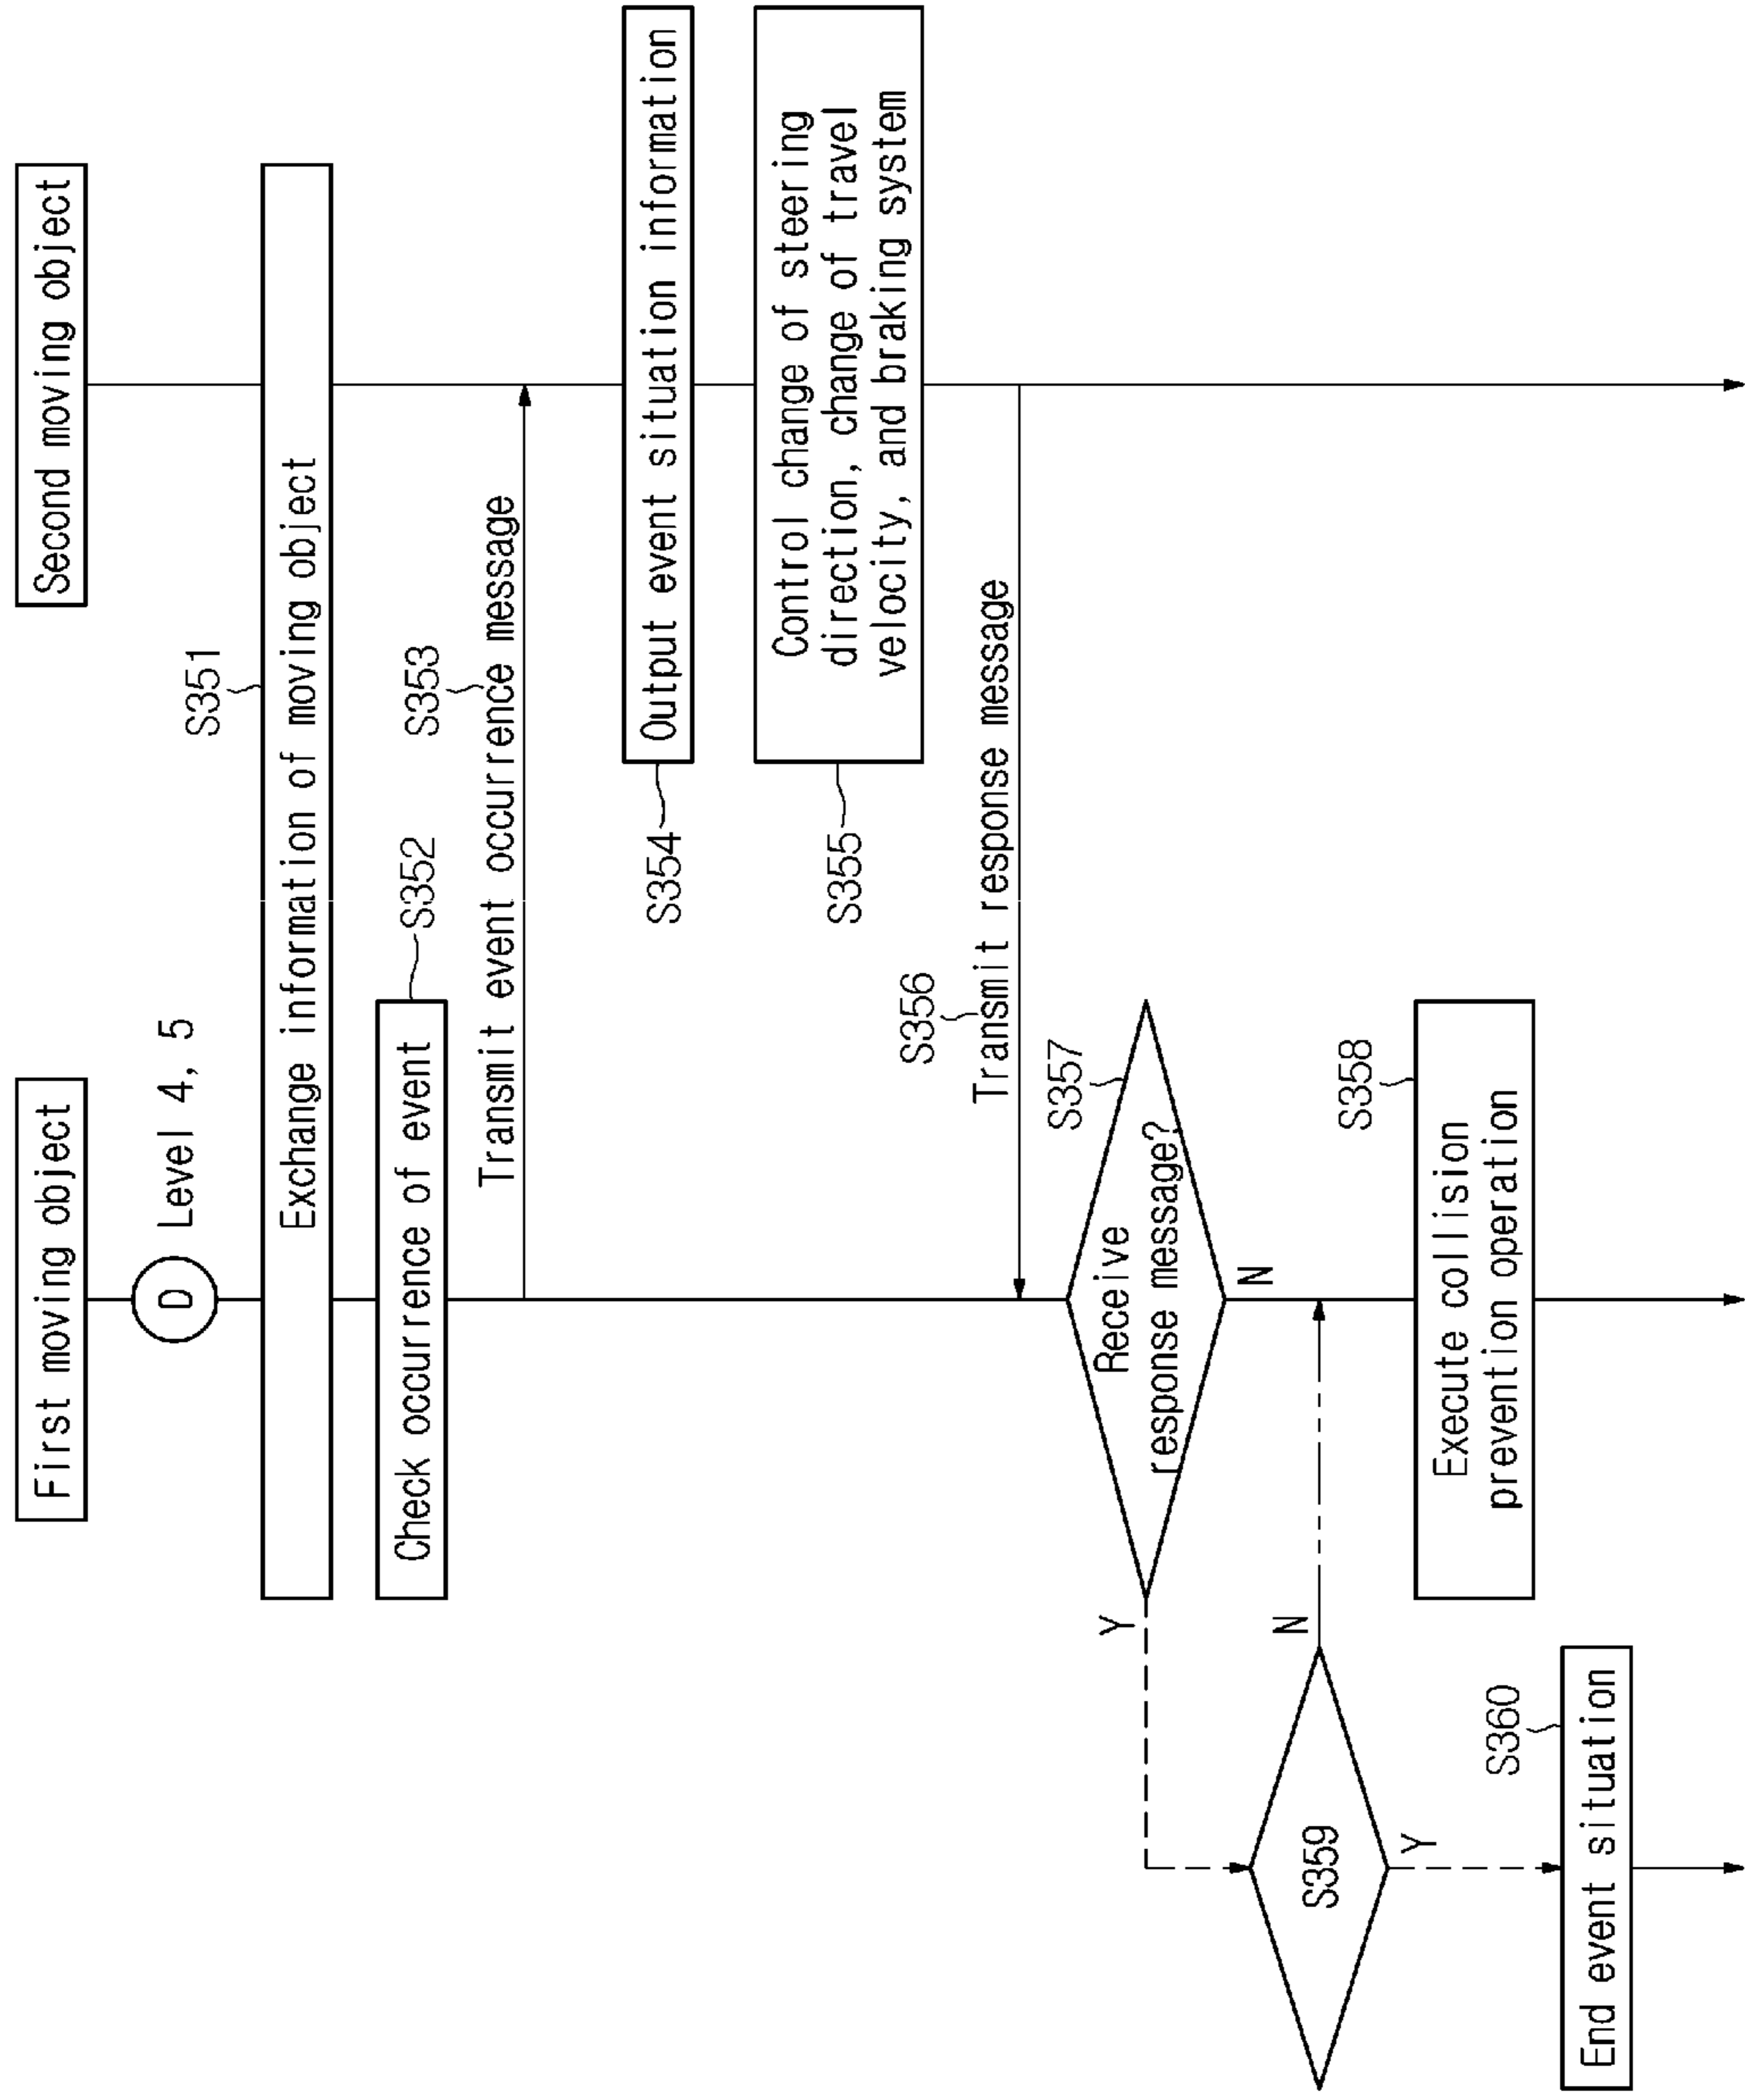 First moving object
Second moving object
D
Level 4, 5
S351
Exchange information of moving object
S352
Check occurrence of event
S353
Transmit event occurrence message
S354
Output event situation information
S355
Control change of steering
direction, change of travel
velocity, and braking system
S356
Transmit response message
S357
Receive
response message?
Y
N
S359
N
Y
S358
Execute collision
prevention operation
S360
End event situation